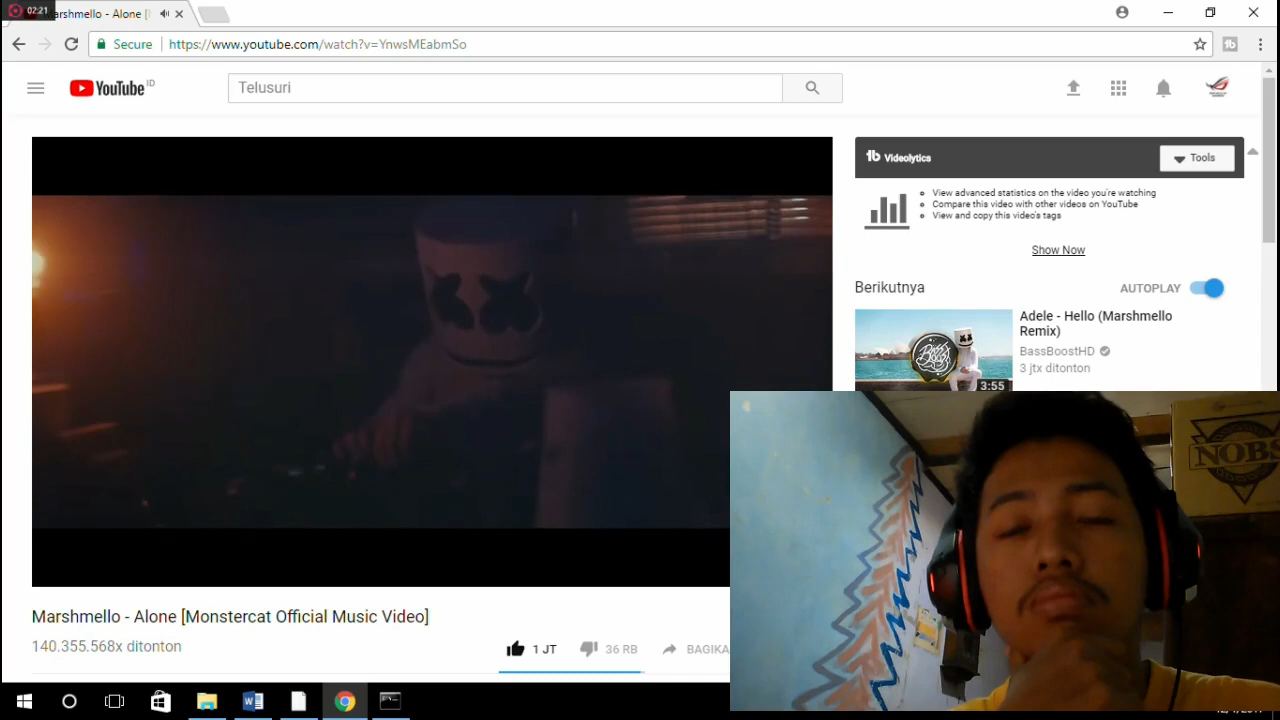 02:21
Marshmello - Alone [
Secure
https://www.youtube.com/watch?v=YnwsMEabmSo
YouTube ID
Telusuri
Videolytics
Tools
View advanced statistics on the video you're watching
Compare this video with other videos on YouTube
View and copy this video's tags
Show Now
Berikutnya
AUTOPLAY
Adele - Hello (Marshmello
Remix)
BassBoostHD
3 jtx ditonton
3:55
NOBS
Marshmello - Alone [Monstercat Official Music Video]
140.355.568x ditonton
1 JT
36 RB
BAGIKA